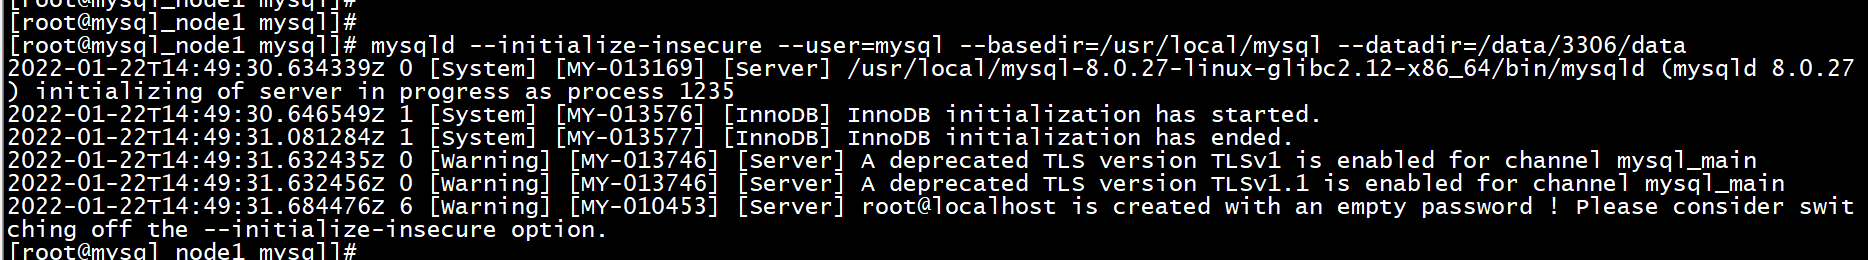 [root@mysql_node1 mysql]#
[root@mysql_node1 mysql]#
[root@mysql_node1 mysql]# mysqld --initialize-insecure --user=mysql --basedir=/usr/local/mysql --datadir=/data/3306/data
2022-01-22T14:49:30.634339Z 0 [System] [MY-013169] [Server] /usr/local/mysql-8.0.27-linux-glibc2.12-x86_64/bin/mysqld (mysqld 8.0.27
) initializing of server in progress as process 1235
2022-01-22T14:49:30.646549Z 1 [System] [MY-013576] [InnoDB] InnoDB initialization has started.
2022-01-22T14:49:31.081284Z 1 [System] [MY-013577] [InnoDB] InnoDB initialization has ended.
2022-01-22T14:49:31.632435Z 0 [Warning] [MY-013746] [Server] A deprecated TLS version TLSv1 is enabled for channel mysql_main
2022-01-22T14:49:31.632456Z 0 [Warning] [MY-013746] [Server] A deprecated TLS version TLSv1.1 is enabled for channel mysql_main
2022-01-22T14:49:31.684476Z 6 [Warning] [MY-010453] [Server] root@localhost is created with an empty password ! Please consider swit
ching off the --initialize-insecure option.
[root@mysql_node1 mysql]#